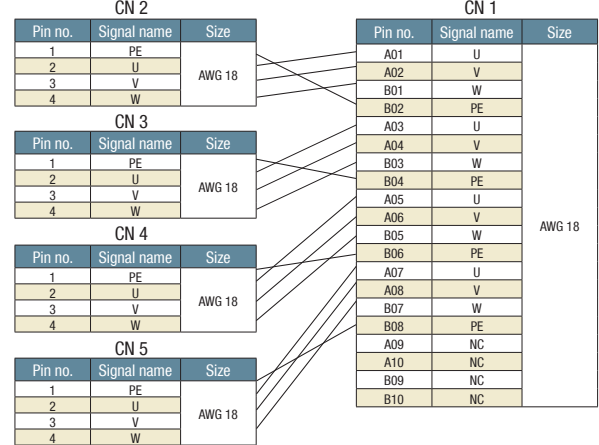 CN 2
Pin no. Signal name Size
1 PE
2 U
AWG 18
3 V
4 W
CN 3
Pin no. Signal name Size
1 PE
2 U
AWG 18
3 V
4 W
CN 4
Pin no. Signal name Size
1 PE
2 U
AWG 18
3 V
4 W
CN 5
Pin no. Signal name Size
1 PE
2 U
AWG 18
3 V
4 W
CN 1
Pin no. Signal name Size
A01 U
A02 V
B01 W
B02 PE
A03 U
A04 V
B03 W
B04 PE
A05 U
A06 V
AWG 18
B05 W
B06 PE
A07 U
A08 V
B07 W
B08 PE
A09 NC
A10 NC
B09 NC
B10 NC